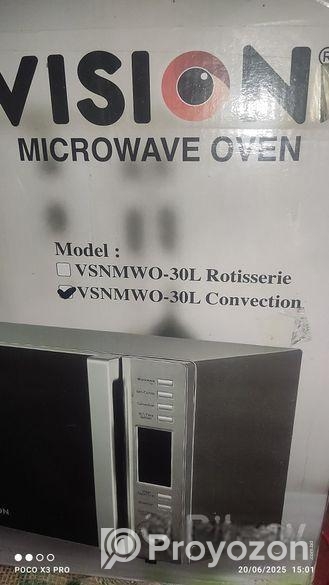 VISION
MICROWAVE OVEN
Model :
VSNMWO-30L Rotisserie
VSNMWO-30L Convection
Proyozon
POCO X3 PRO
20/06/2025 15:01